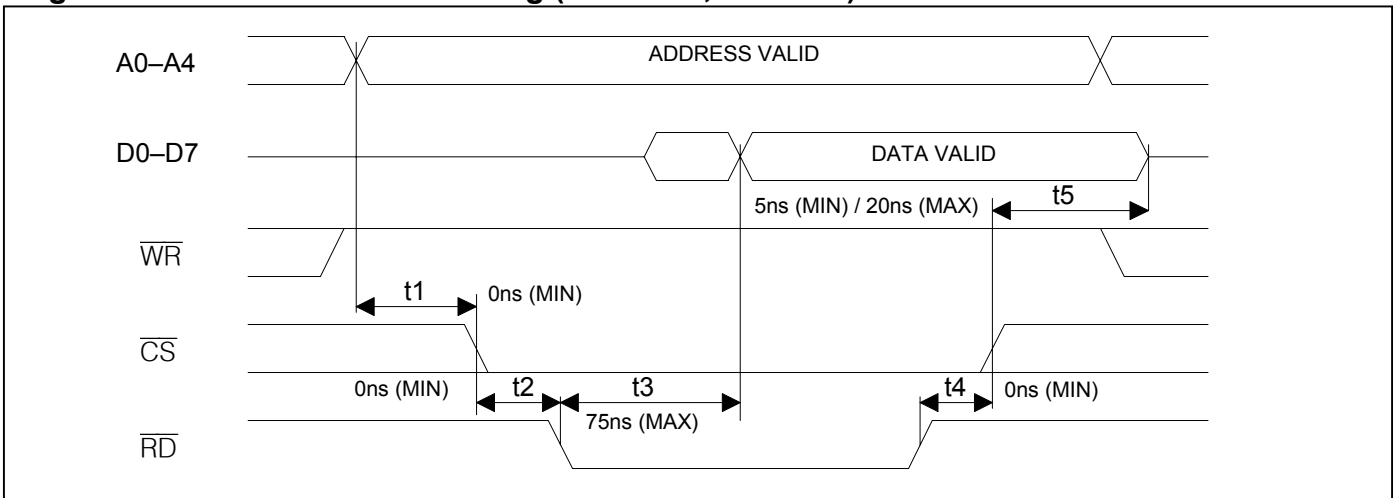 A0–A4 ADDRESS VALID
D0–D7 DATA VALID
5ns (MIN) / 20ns (MAX) t5
WR
t1 0ns (MIN)
CS
0ns (MIN) t2 t3 t4 0ns (MIN)
75ns (MAX)
RD